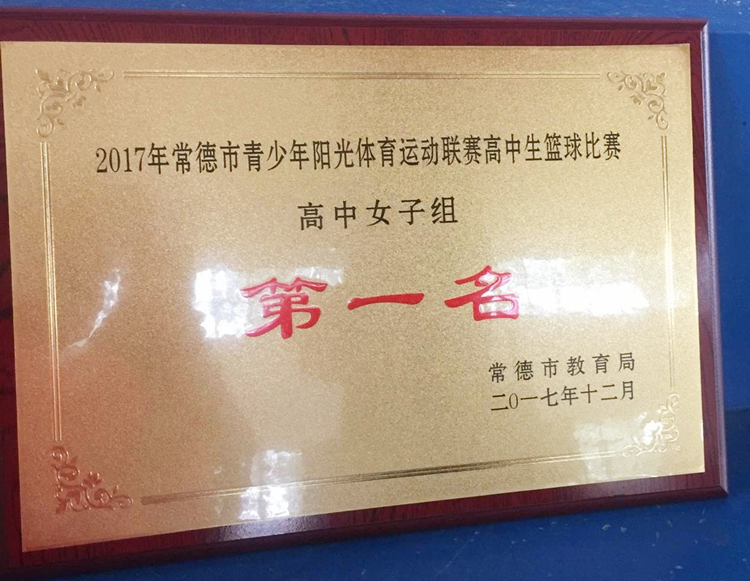 2017年常德市青少年阳光体育运动联赛高中生篮球比赛
高中女子组
第一名
常德市教育局
二〇一七年十二月